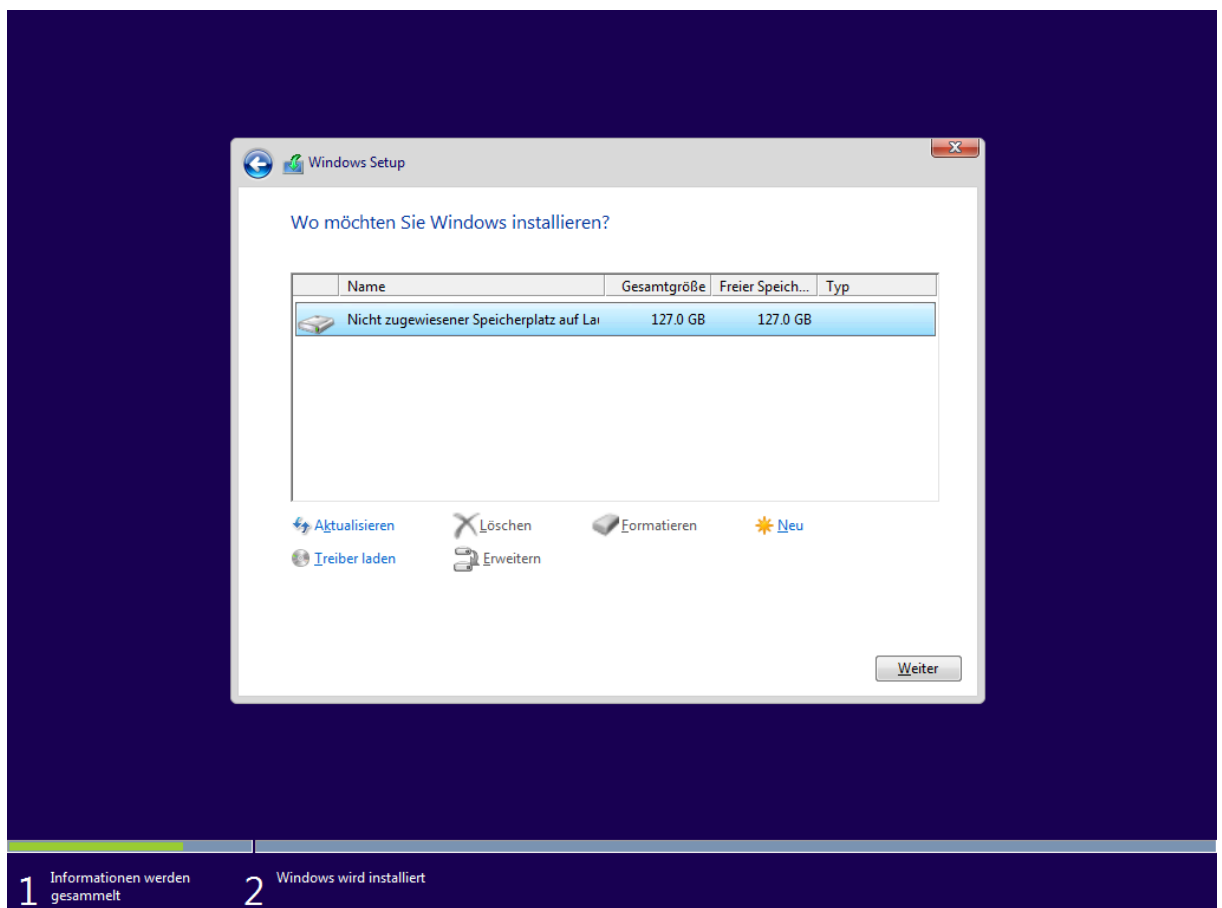 Windows Setup
Wo möchten Sie Windows installieren?
Name Gesamtgröße Freier Speich... Typ
Nicht zugewiesener Speicherplatz auf 127.0 GB 127.0 GB
Aktualisieren Löschen Formatieren Neu
Treiber laden Erweitern
Weiter
1 Informationen werden
gesammelt
2 Windows wird installiert